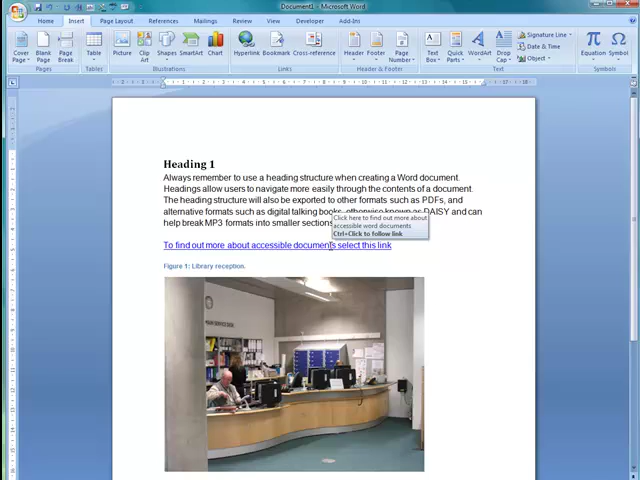 Document1 - Microsoft Word
Home Insert Page Layout References Mailings Review View Developer Add-Ins
Cover Page Blank Page Page Break
Table
Picture Clip Art Shapes SmartArt Chart
Hyperlink Bookmark Cross-reference
Header Footer Page Number
Text Box Quick Parts WordArt Drop Cap
Signature Line
Date & Time
Object
Equation Symbol
Pages Tables Illustrations Links Header & Footer Text Symbols
Heading 1
Always remember to use a heading structure when creating a Word document.
Headings allow users to navigate more easily through the contents of a document.
The heading structure will also be exported to other formats such as PDFs, and
alternative formats such as digital talking books, otherwise known as DAISY and can
help break MP3 formats into smaller sections
Click here to find out more about
accessible word documents
Ctrl+Click to follow link
To find out more about accessible documents select this link
Figure 1: Library reception.